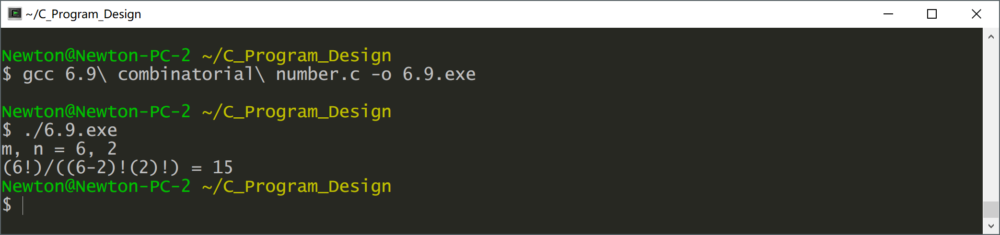 ~/C_Program_Design
Newton@Newton-PC-2 ~/C_Program_Design
$ gcc 6.9\ combinatorial\ number.c -o 6.9.exe
Newton@Newton-PC-2 ~/C_Program_Design
$ ./6.9.exe
m, n = 6, 2
(6!)/((6-2)!(2)!) = 15
Newton@Newton-PC-2 ~/C_Program_Design
$